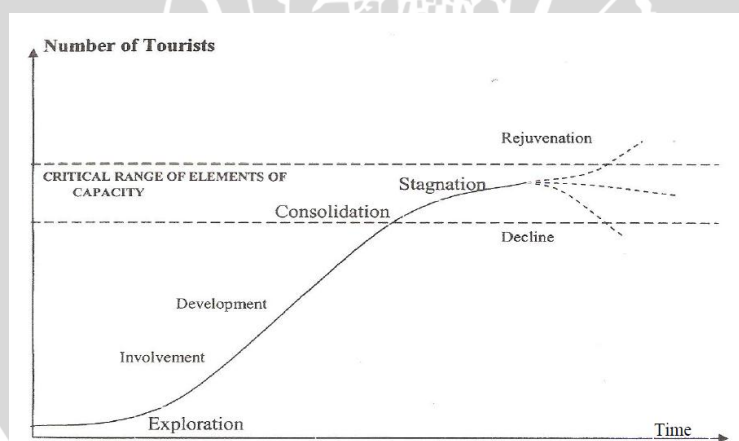 Number of Tourists
Rejuvenation
CRITICAL RANGE OF ELEMENTS OF
CAPACITY
Stagnation
Consolidation
Decline
Development
Involvement
Exploration
Time